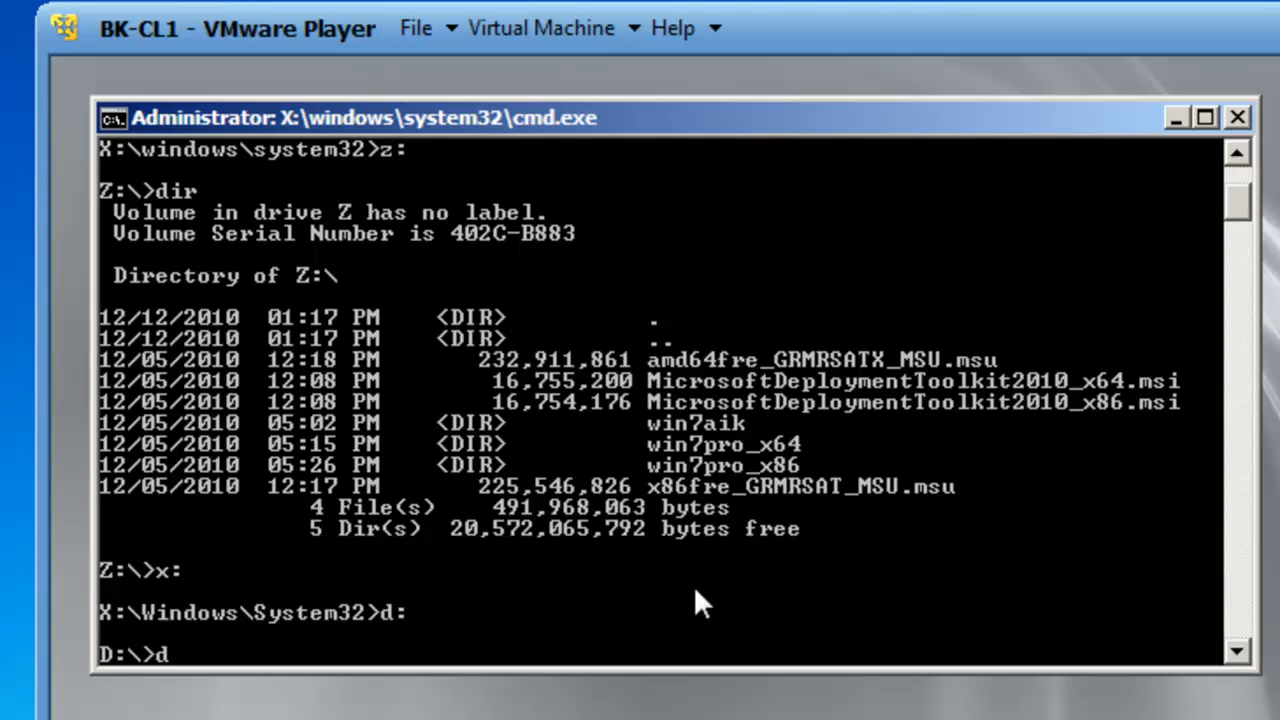 BK-CL1 - VMware Player File Virtual Machine Help
Administrator: X:\windows\system32\cmd.exe
X:\windows\system32>z:
Z:\>dir
Volume in drive Z has no label.
Volume Serial Number is 402C-B883
Directory of Z:\
12/12/2010 01:17 PM <DIR> .
12/12/2010 01:17 PM <DIR> ..
12/05/2010 12:18 PM 232,911,861 amd64fre_GRMRSATX_MSU.msu
12/05/2010 12:08 PM 16,755,200 MicrosoftDeploymentToolkit2010_x64.msi
12/05/2010 12:08 PM 16,754,176 MicrosoftDeploymentToolkit2010_x86.msi
12/05/2010 05:02 PM <DIR> win7aik
12/05/2010 05:15 PM <DIR> win7pro_x64
12/05/2010 05:26 PM <DIR> win7pro_x86
12/05/2010 12:17 PM 225,546,826 x86fre_GRMRSAT_MSU.msu
4 File(s) 491,968,063 bytes
5 Dir(s) 20,572,065,792 bytes free
Z:\>x:
X:\Windows\System32>d:
D:\>d